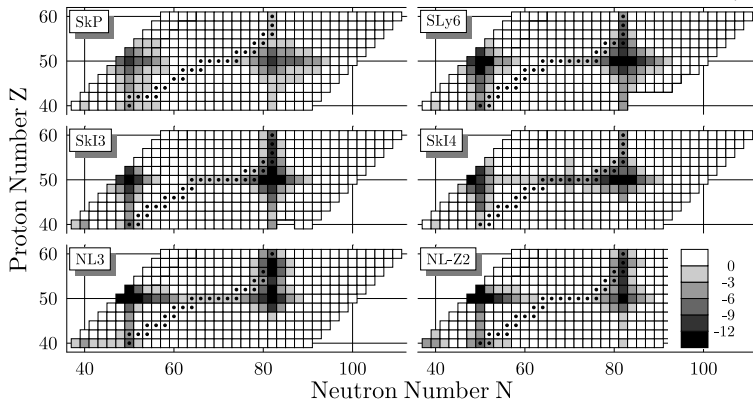 60 SkP SLy6
50
40
SkI3 SkI4
60
50
40
NL3 NL-Z2
60
50
40
0
-3
-6
-9
-12
40 60 80 100 40 60 80 100
Proton Number Z
Neutron Number N